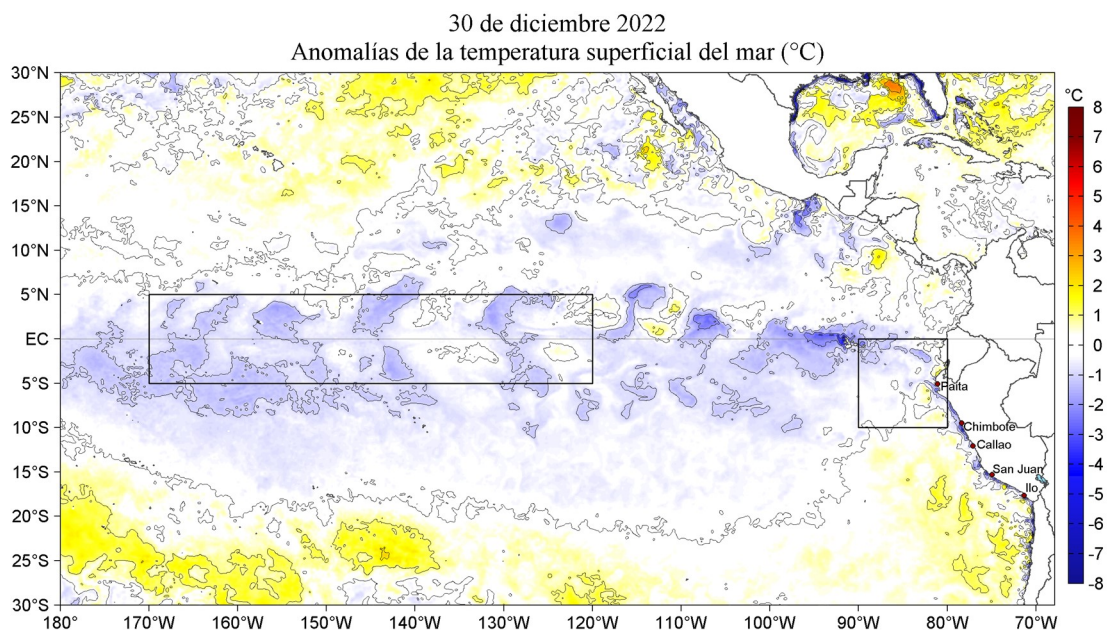 30 de diciembre 2022
Anomalías de la temperatura superficial del mar (°C)
30°N
25°N
20°N
15°N
10°N
5°N
EC
5°S
10°S
15°S
20°S
25°S
30°S
180 170°W 160°W 150°W 140°W 130°W 120°W 110°W 100°W 90°W 80°W 70°W
Paita
Chimbote
Callao
San Juan
Ilo
°C
8
7
6
5
4
3
2
1
0
-1
-2
-3
-4
-5
-6
-7
-8